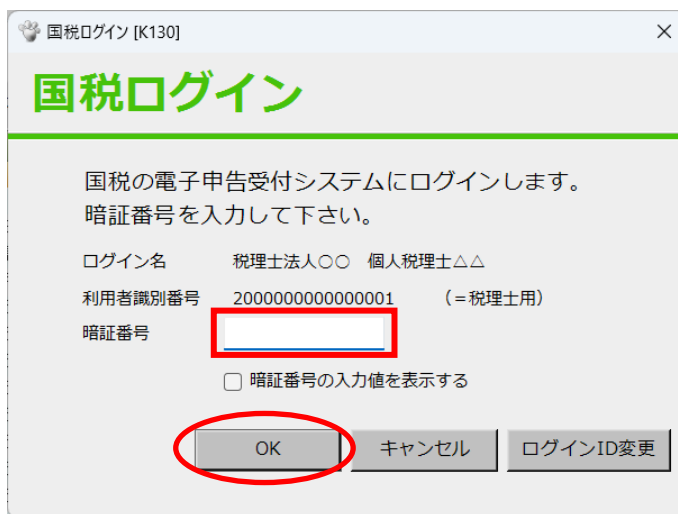 国税ログイン [K130]
国税ログイン
国税の電子申告受付システムにログインします。
暗証番号を入力して下さい。
ログイン名 税理士法人○○ 個人税理士△△
利用者識別番号 2000000000000001 (=税理士用)
暗証番号
暗証番号の入力値を表示する
OK キャンセル ログインID変更